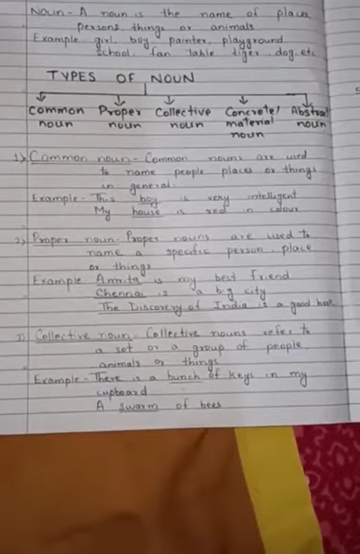 Noun - A noun is the name of place
persons things or animals
Example girl, boy, painter, playground
school, fan table tiger dog. etc
TYPES OF NOUN
Common noun
Proper noun
Collective noun
Concrete/ material noun
Abstract noun
1) Common noun - Common nouns are used
to name people places or things
in general.
Example - This boy is very intelligent
My house is red in colour
2) Proper noun - Proper nouns are used to
name a specific person, place
or things
Example Amrita is my best friend
Chennai is a big city
The Discovery of India is a good book
Collective noun - Collective nouns refer to
a set or a group of people
animals or things
Example - There is a bunch of keys in my
cupboard
A swarm of bees